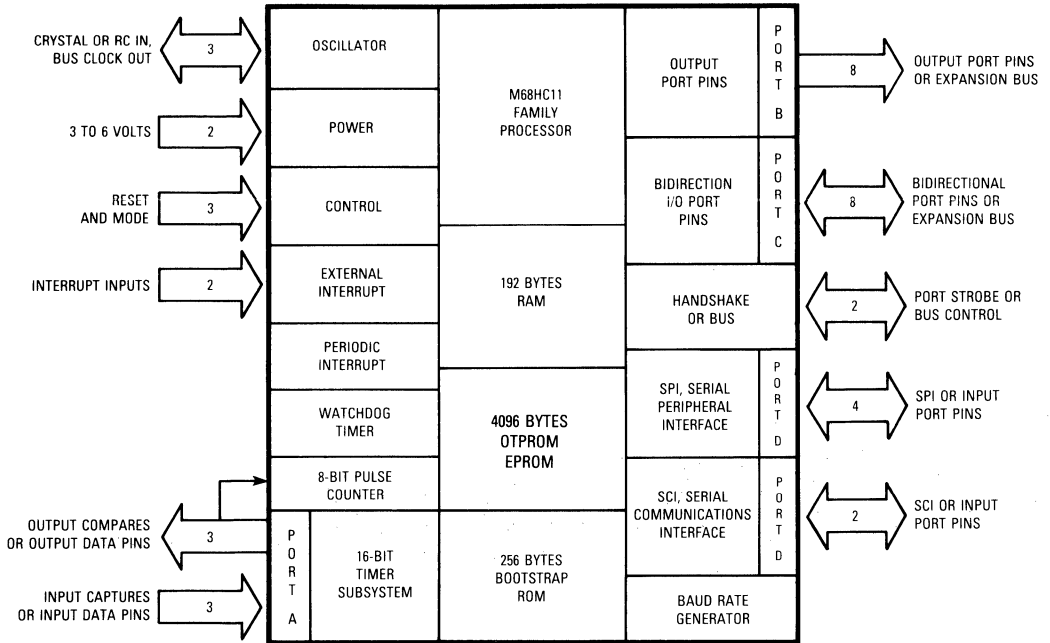 CRYSTAL OR RC IN,
BUS CLOCK OUT
3
3 TO 6 VOLTS
2
RESET
AND MODE
3
INTERRUPT INPUTS
2
OUTPUT COMPARES
OR OUTPUT DATA PINS
3
INPUT CAPTURES
OR INPUT DATA PINS
3
OSCILLATOR
POWER
CONTROL
EXTERNAL
INTERRUPT
PERIODIC
INTERRUPT
WATCHDOG
TIMER
8-BIT PULSE
COUNTER
PORT A
16-BIT
TIMER
SUBSYSTEM
M68HC11
FAMILY
PROCESSOR
192 BYTES
RAM
4096 BYTES
OTPROM
EPROM
256 BYTES
BOOTSTRAP
ROM
OUTPUT
PORT PINS
PORT B
BIDIRECTION
I/O PORT
PINS
PORT C
HANDSHAKE
OR BUS
SPI, SERIAL
PERIPHERAL
INTERFACE
PORT D
SCI, SERIAL
COMMUNICATIONS
INTERFACE
PORT D
BAUD RATE
GENERATOR
8
OUTPUT PORT PINS
OR EXPANSION BUS
8
BIDIRECTIONAL
PORT PINS OR
EXPANSION BUS
2
PORT STROBE OR
BUS CONTROL
4
SPI OR INPUT
PORT PINS
2
SCI OR INPUT
PORT PINS